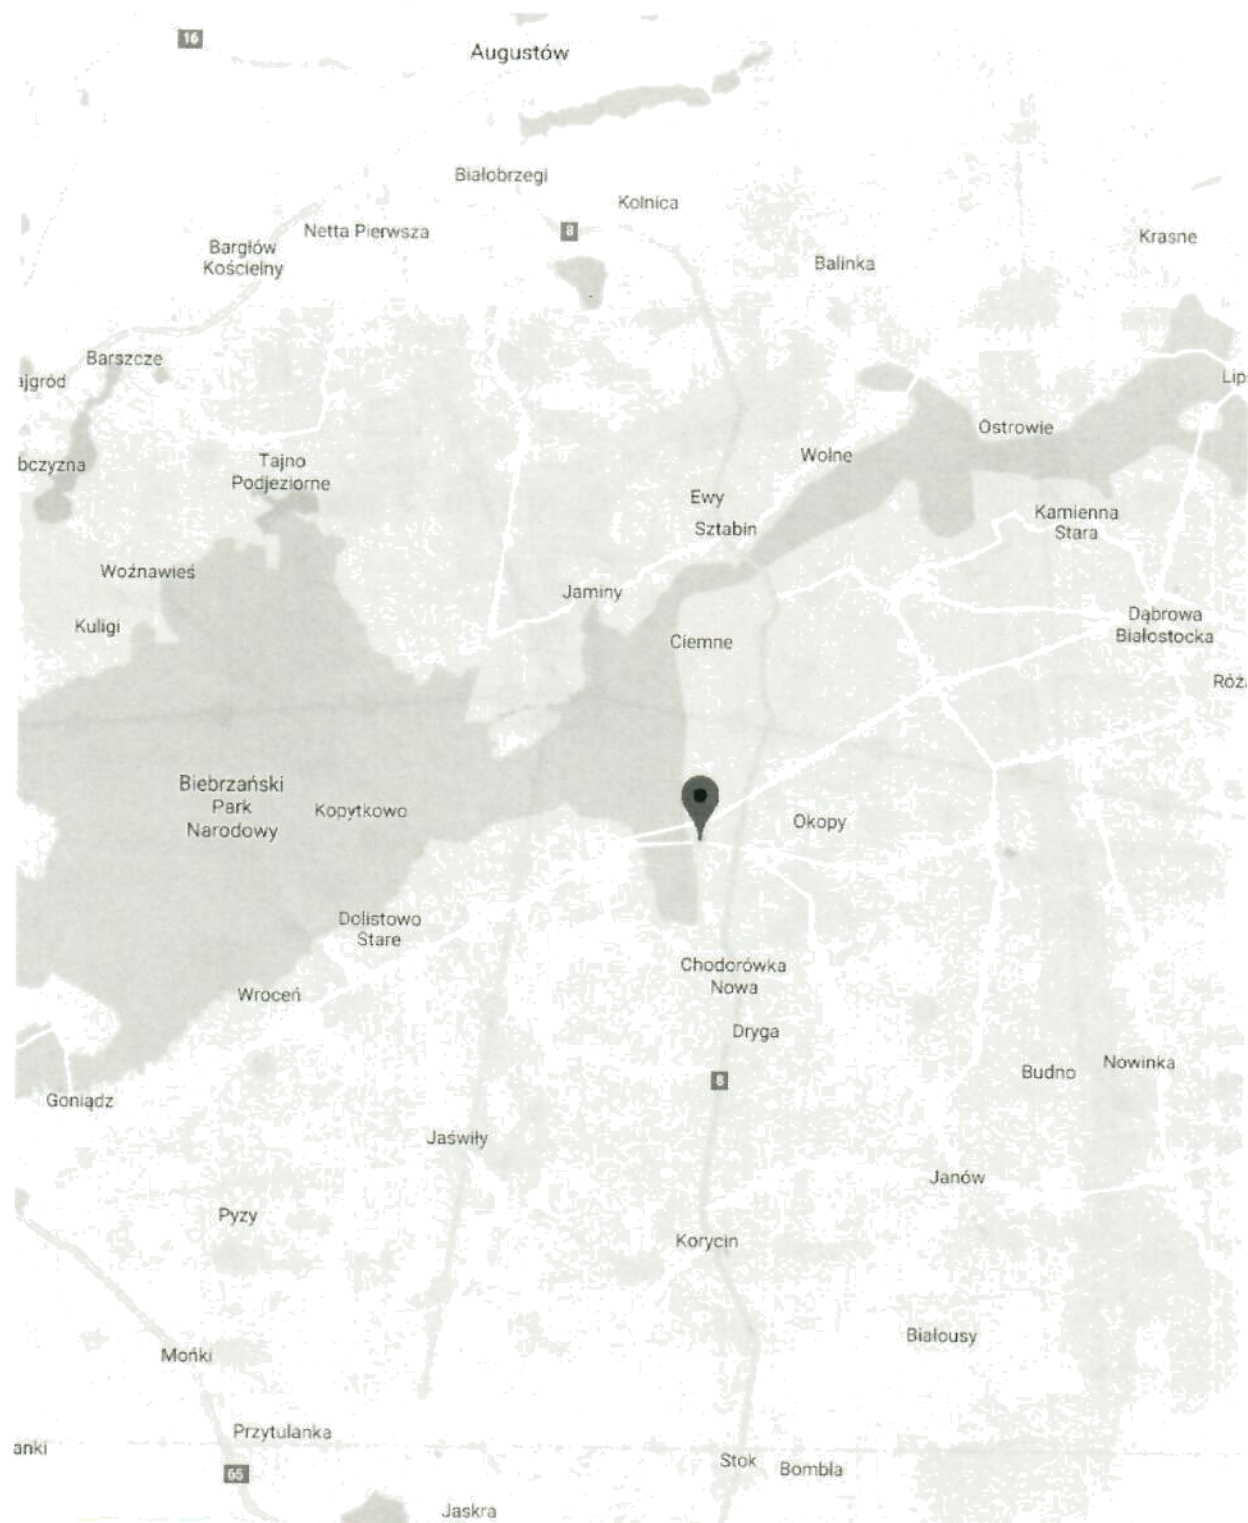 16
Augustów
Białobrzegi
Kolnica
8
Netta Pierwsza
Krasne
Bargłów
Kościelny
Balinka
Barszcze
ajgród
Lip
Ostrowie
Wolne
bczyzna
Tajno
Podjeziorne
Ewy
Sztabin
Kamienna
Stara
Woźnawieś
Jaminy
Kuligi
Ciemne
Dąbrowa
Białostocka
Róż
Biebrzański
Park
Narodowy
Kopytkowo
Okopy
Dolistowo
Stare
Chodorówka
Nowa
Wroceń
Dryga
Budno
Nowinka
8
Goniądz
Jaświły
Janów
Pyzy
Korycin
Białousy
Mońki
Przytulanka
anki
Stok
Bombla
65
Jaskra